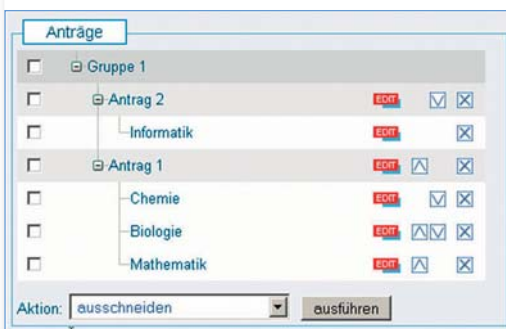 Anträge
Gruppe 1
Antrag 2 EDIT
Informatik EDIT
Antrag 1 EDIT
Chemie EDIT
Biologie EDIT
Mathematik EDIT
Aktion: ausschneiden ausführen